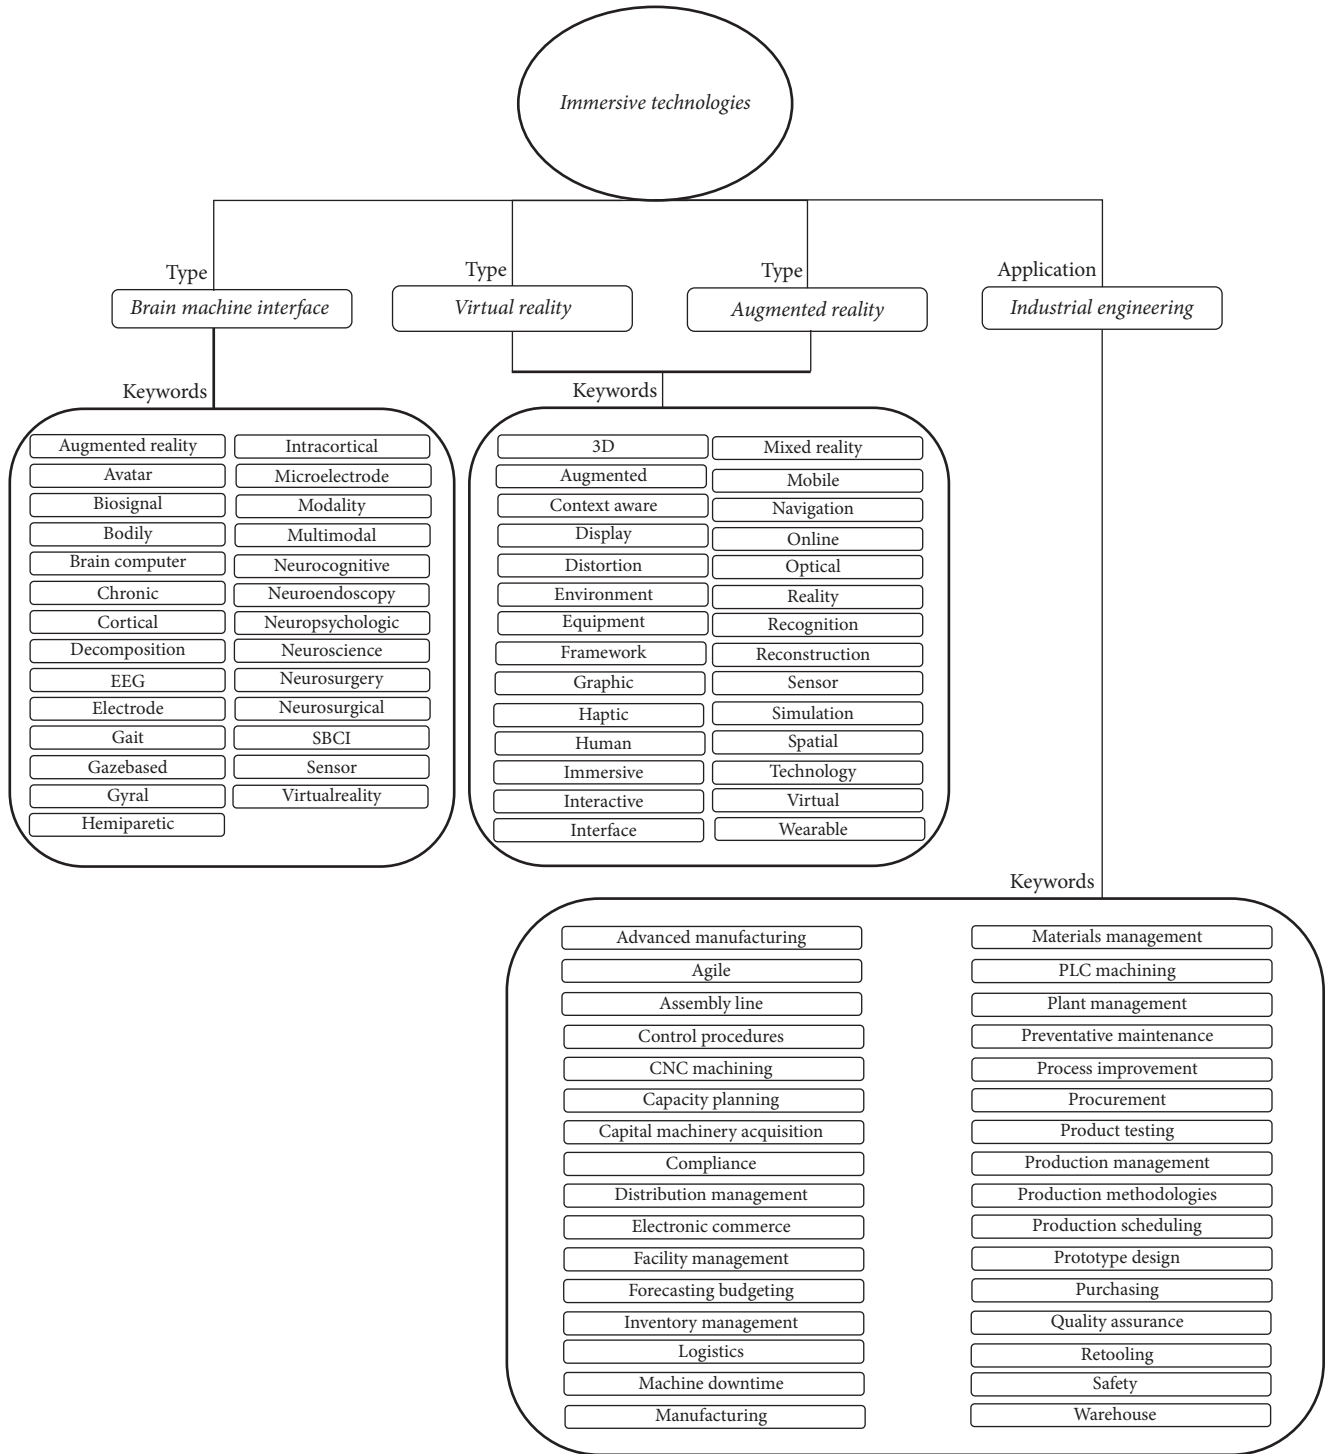 Immersive technologies
Type
Type
Type
Application
Brain machine interface
Virtual reality
Augmented reality
Industrial engineering
Keywords
Augmented reality
Avatar
Biosignal
Bodily
Brain computer
Chronic
Cortical
Decomposition
EEG
Electrode
Gait
Gazebased
Gyral
Hemiparetic
Intracortical
Microelectrode
Modality
Multimodal
Neurocognitive
Neuroendoscopy
Neuropsychologic
Neuroscience
Neurosurgery
Neurosurgical
SBCI
Sensor
Virtualreality
Keywords
3D
Augmented
Context aware
Display
Distortion
Environment
Equipment
Framework
Graphic
Haptic
Human
Immersive
Interactive
Interface
Mixed reality
Mobile
Navigation
Online
Optical
Reality
Recognition
Reconstruction
Sensor
Simulation
Spatial
Technology
Virtual
Wearable
Keywords
Advanced manufacturing
Agile
Assembly line
Control procedures
CNC machining
Capacity planning
Capital machinery acquisition
Compliance
Distribution management
Electronic commerce
Facility management
Forecasting budgeting
Inventory management
Logistics
Machine downtime
Manufacturing
Materials management
PLC machining
Plant management
Preventative maintenance
Process improvement
Procurement
Product testing
Production management
Production methodologies
Production scheduling
Prototype design
Purchasing
Quality assurance
Retooling
Safety
Warehouse